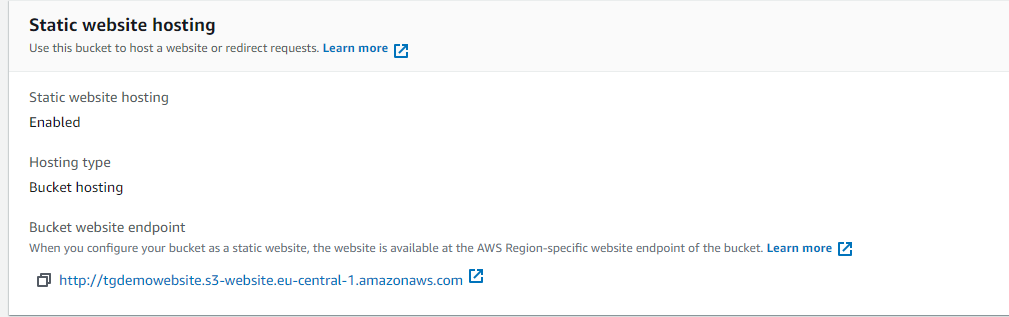 Static website hosting
Use this bucket to host a website or redirect requests. Learn more
Static website hosting
Enabled
Hosting type
Bucket hosting
Bucket website endpoint
When you configure your bucket as a static website, the website is available at the AWS Region-specific website endpoint of the bucket. Learn more
http://tgdemowebsite.s3-website.eu-central-1.amazonaws.com